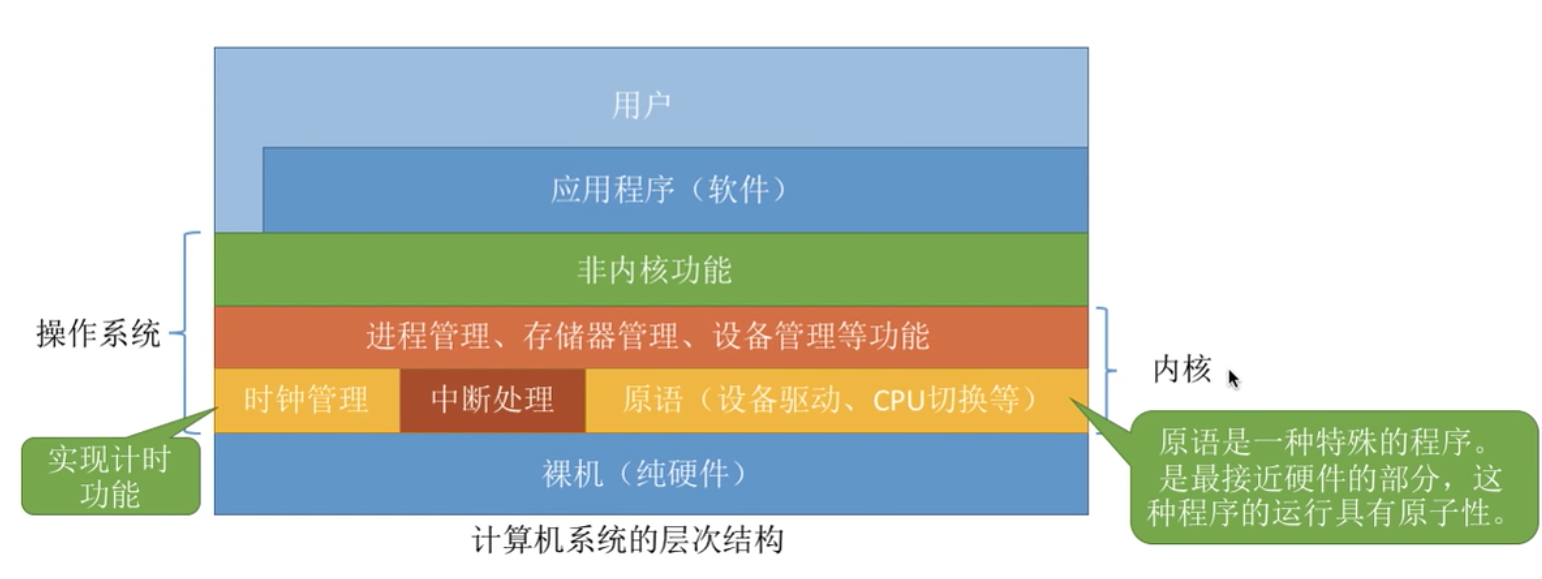 用户
应用程序（软件）
非内核功能
操作系统
进程管理、存储器管理、设备管理等功能
内核
时钟管理
中断处理
原语（设备驱动、CPU切换等）
实现计时
功能
裸机（纯硬件）
原语是一种特殊的程序。
是最接近硬件的部分，这
种程序的运行具有原子性。
计算机系统的层次结构